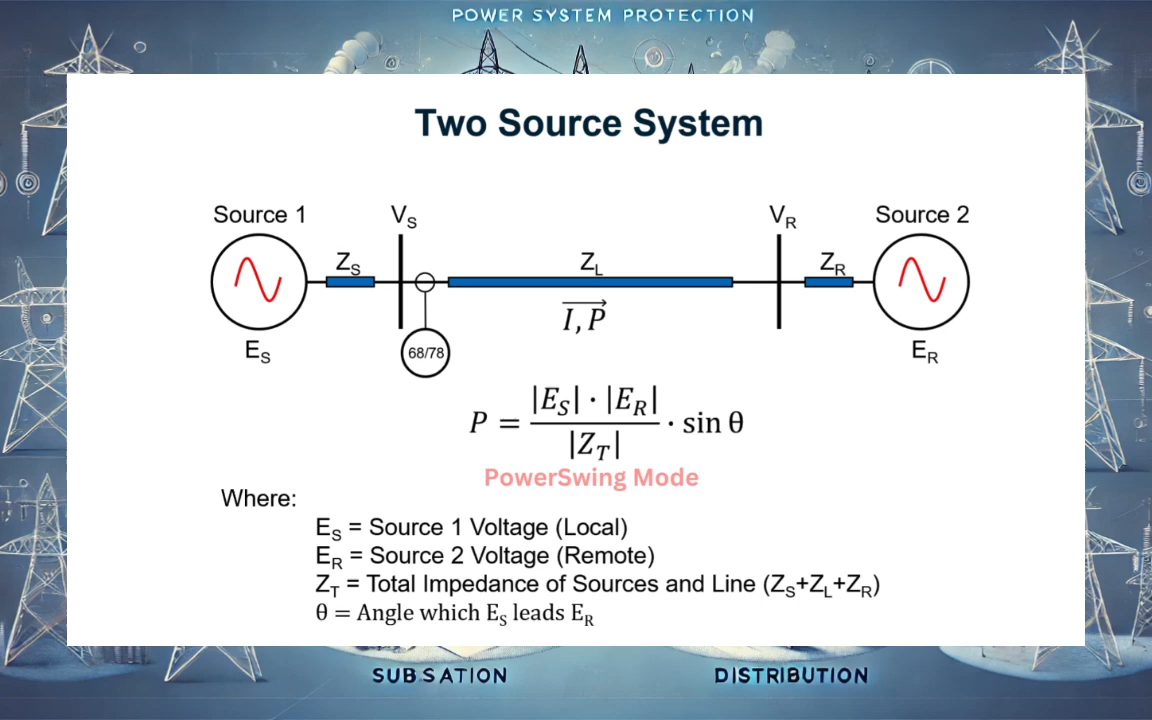 POWER SYSTEM PROTECTION
Two Source System
Source 1
V_S
V_R
Source 2
Z_S
Z_L
Z_R
I, P
E_S
68/78
E_R
P = |E_S| · |E_R| / |Z_T| · sin θ
PowerSwing Mode
Where:
E_S = Source 1 Voltage (Local)
E_R = Source 2 Voltage (Remote)
Z_T = Total Impedance of Sources and Line (Z_S+Z_L+Z_R)
θ = Angle which E_S leads E_R
SUBSATION
DISTRIBUTION